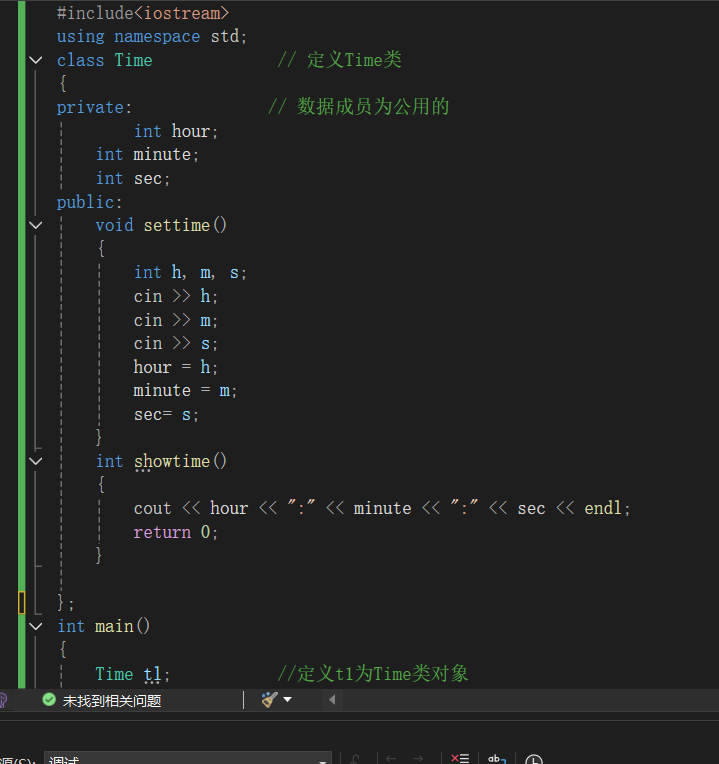 #include<iostream>
using namespace std;
class Time // 定义Time类
{
private: // 数据成员为公用的
int hour;
int minute;
int sec;
public:
void settime()
{
int h, m, s;
cin >> h;
cin >> m;
cin >> s;
hour = h;
minute = m;
sec= s;
}
int showtime()
{
cout << hour << ":" << minute << ":" << sec << endl;
return 0;
}
};
int main()
{
Time tl; //定义t1为Time类对象
未找到相关问题
源(S): 调试